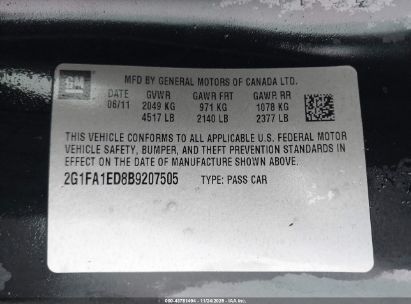 GM
MFD BY GENERAL MOTORS OF CANADA LTD.
DATE GVWR GAWR FRT GAWR RR
06/11 2049 KG 971 KG 1078 KG
4517 LB 2140 LB 2377 LB
THIS VEHICLE CONFORMS TO ALL APPLICABLE U.S. FEDERAL MOTOR
VEHICLE SAFETY, BUMPER, AND THEFT PREVENTION STANDARDS IN
EFFECT ON THE DATE OF MANUFACTURE SHOWN ABOVE.
2G1FA1ED8B9207505 TYPE: PASS CAR